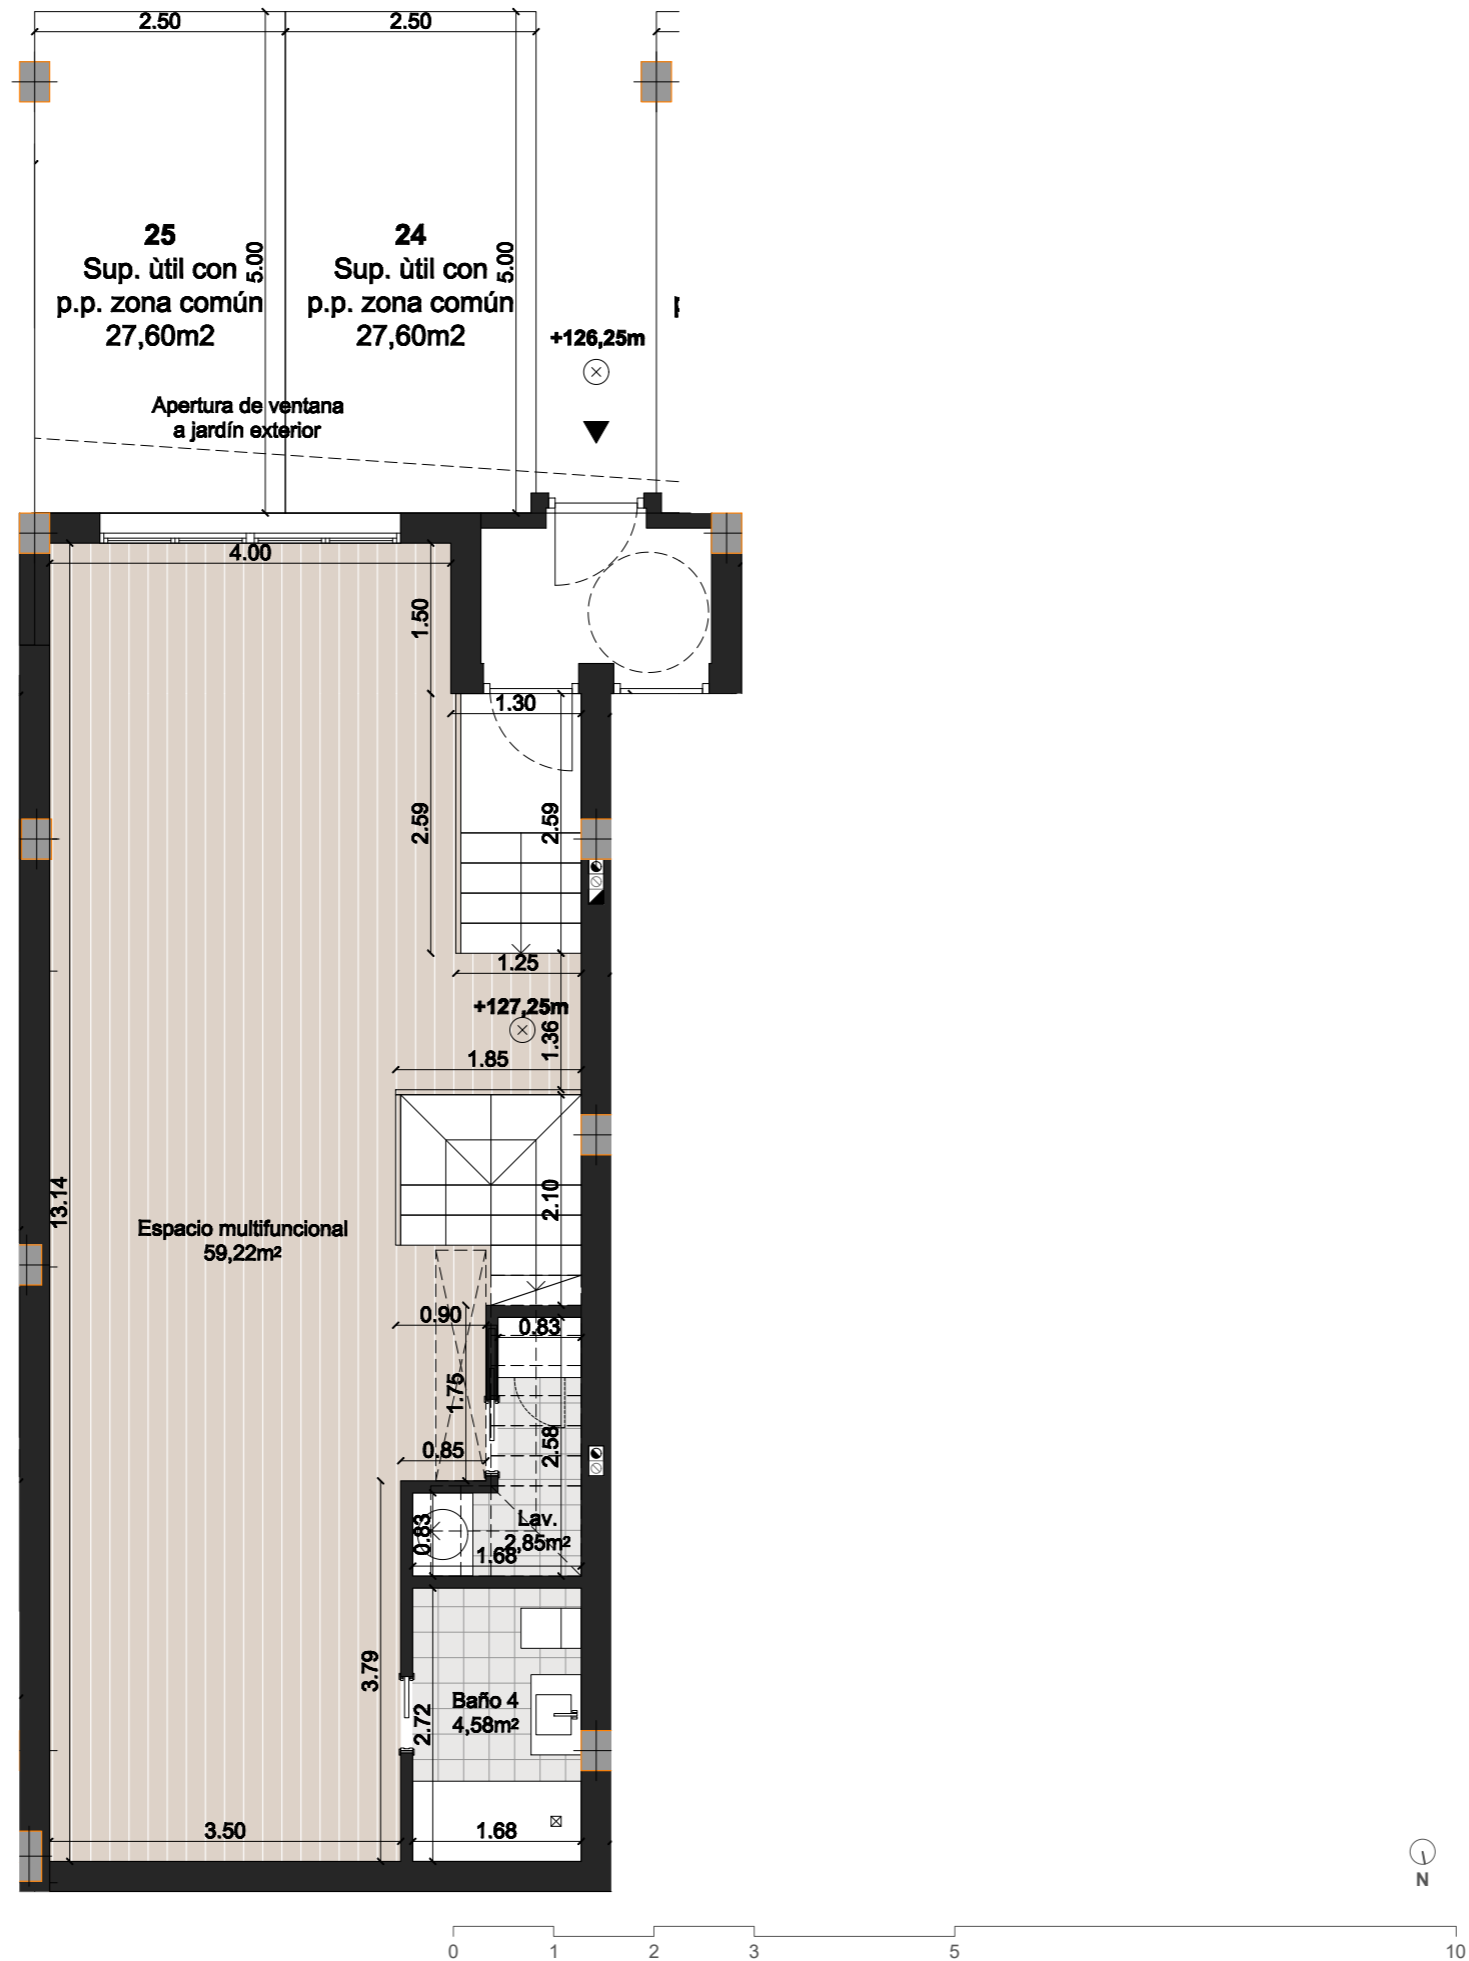 2.50
2.50
25
Sup. ùtil con
p.p. zona común
27,60m2
5.00
24
Sup. ùtil con
p.p. zona común
27,60m2
5.00
+126,25m
Apertura de ventana
a jardín exterior
4.00
1.50
1.30
2.59
2.59
1.25
+127,25m
1.36
1.85
13.14
2.10
Espacio multifuncional
59,22m²
0.90
0.83
1.75
2.58
0.85
0.83
Lav.
2,85m²
1.68
3.79
2.72
Baño 4
4,58m²
3.50
1.68
N
0 1 2 3 5 10